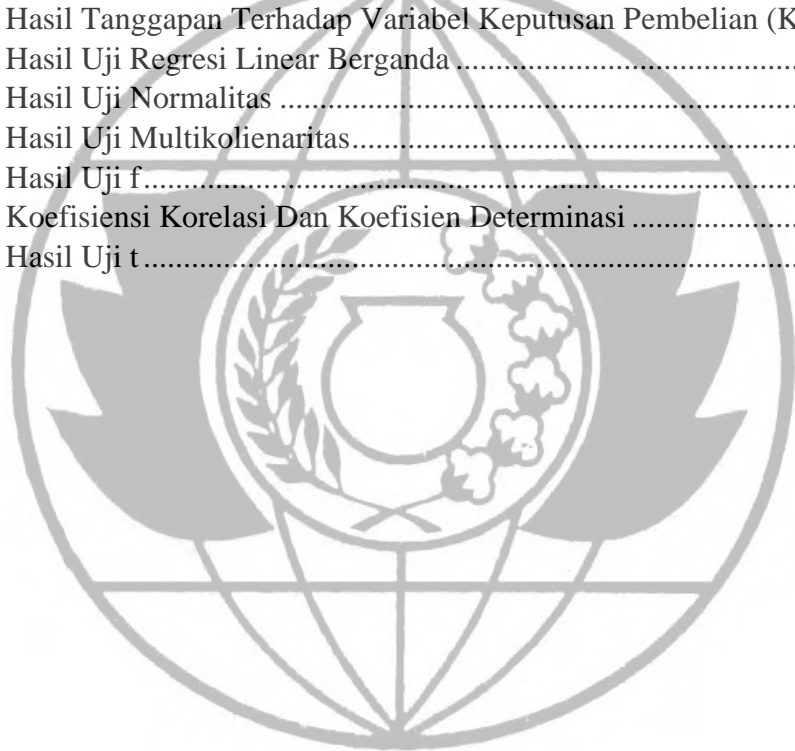 Hasil Tanggapan Terhadap Variabel Keputusan Pembelian (K
Hasil Uji Regresi Linear Berganda ................................................
Hasil Uji Normalitas ..........................................................................
Hasil Uji Multikolienaritas................................................................
Hasil Uji f...........................................................................................
Koefisiensi Korelasi Dan Koefisien Determinasi ........................
Hasil Uji t ...........................................................................................